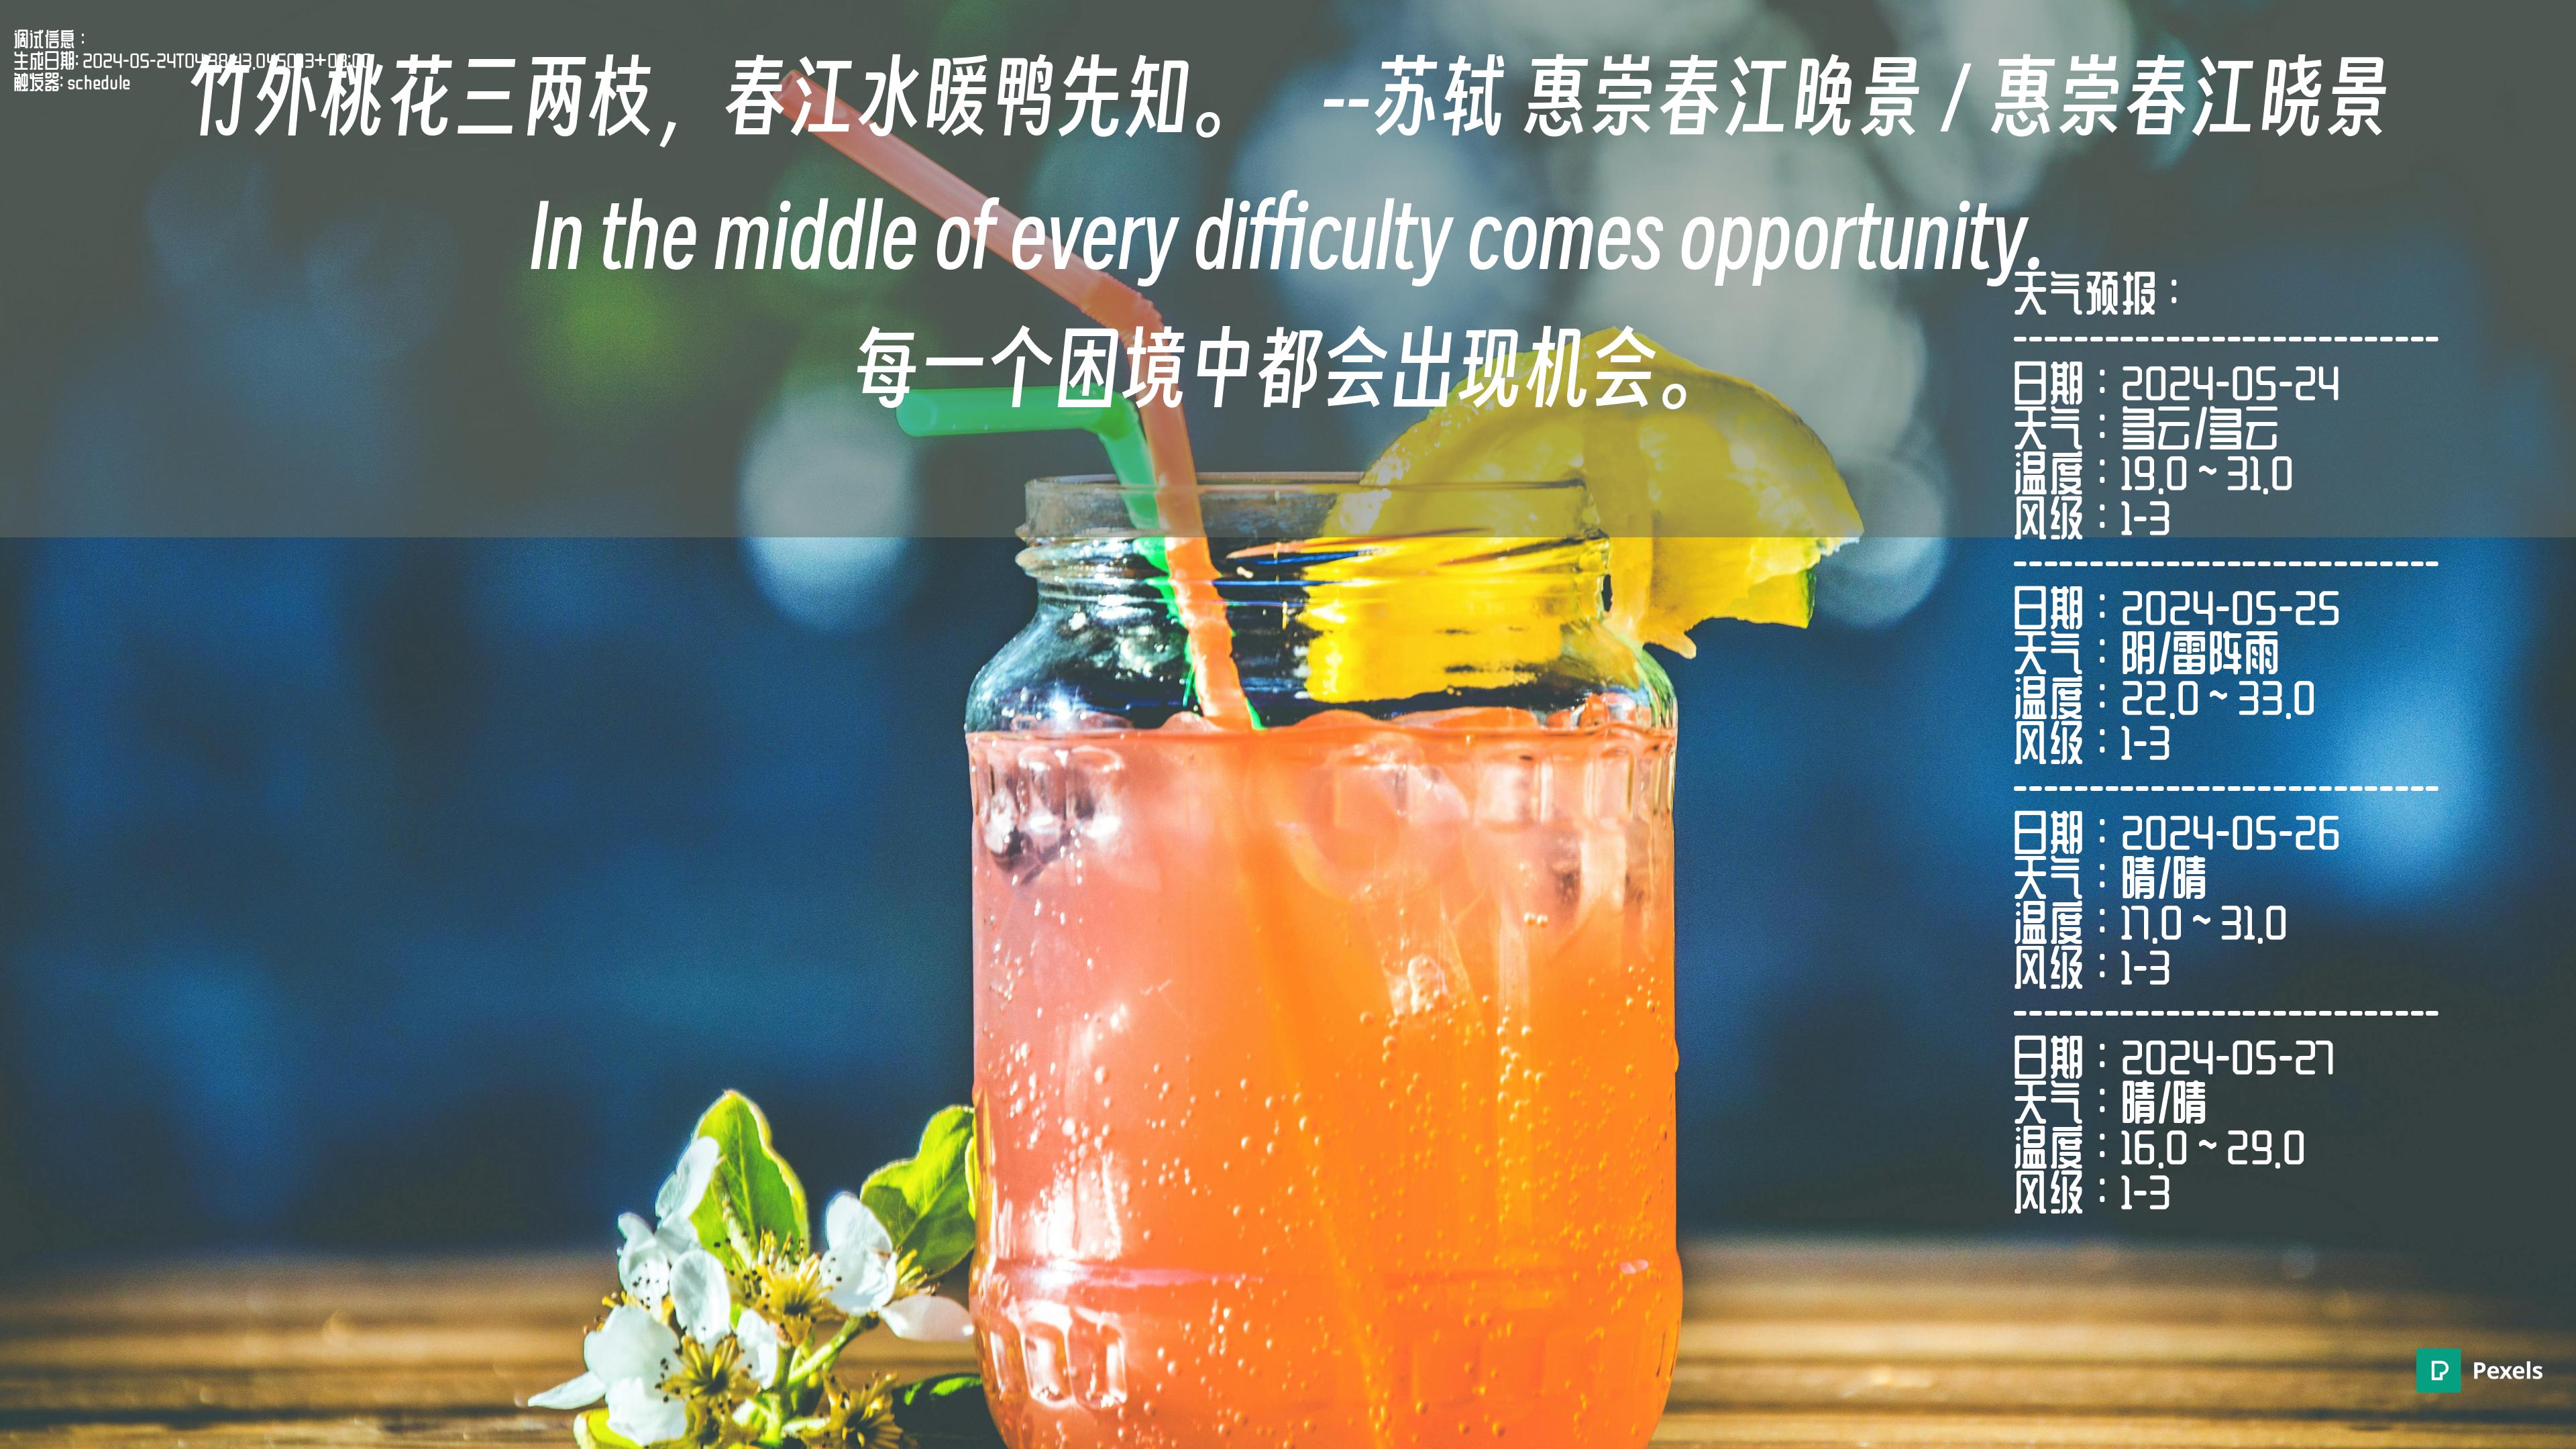 调试信息：
生成日期: 2024-05-24T04:38:43.045013+08:00
触发器: schedule
竹外桃花三两枝，春江水暖鸭先知。 --苏轼 惠崇春江晚景 / 惠崇春江晓景
In the middle of every difficulty comes opportunity.
每一个困境中都会出现机会。
天气预报：
----------------------------
日期：2024-05-24
天气：多云/多云
温度：19.0 ~ 31.0
风级：1-3
----------------------------
日期：2024-05-25
天气：阴/雷阵雨
温度：22.0 ~ 33.0
风级：1-3
----------------------------
日期：2024-05-26
天气：晴/晴
温度：17.0 ~ 31.0
风级：1-3
----------------------------
日期：2024-05-27
天气：晴/晴
温度：16.0 ~ 29.0
风级：1-3
Pexels